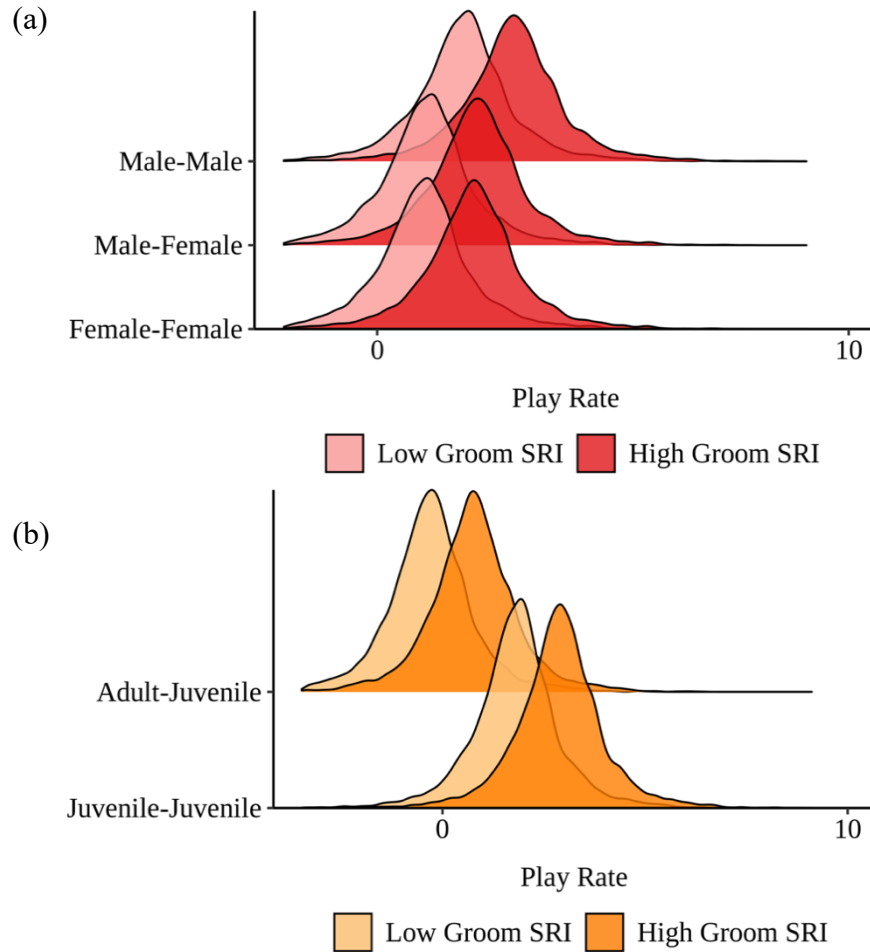 (a)
Male-Male
Male-Female
Female-Female
0 10
Play Rate
Low Groom SRI High Groom SRI
(b)
Adult-Juvenile
Juvenile-Juvenile
0 10
Play Rate
Low Groom SRI High Groom SRI